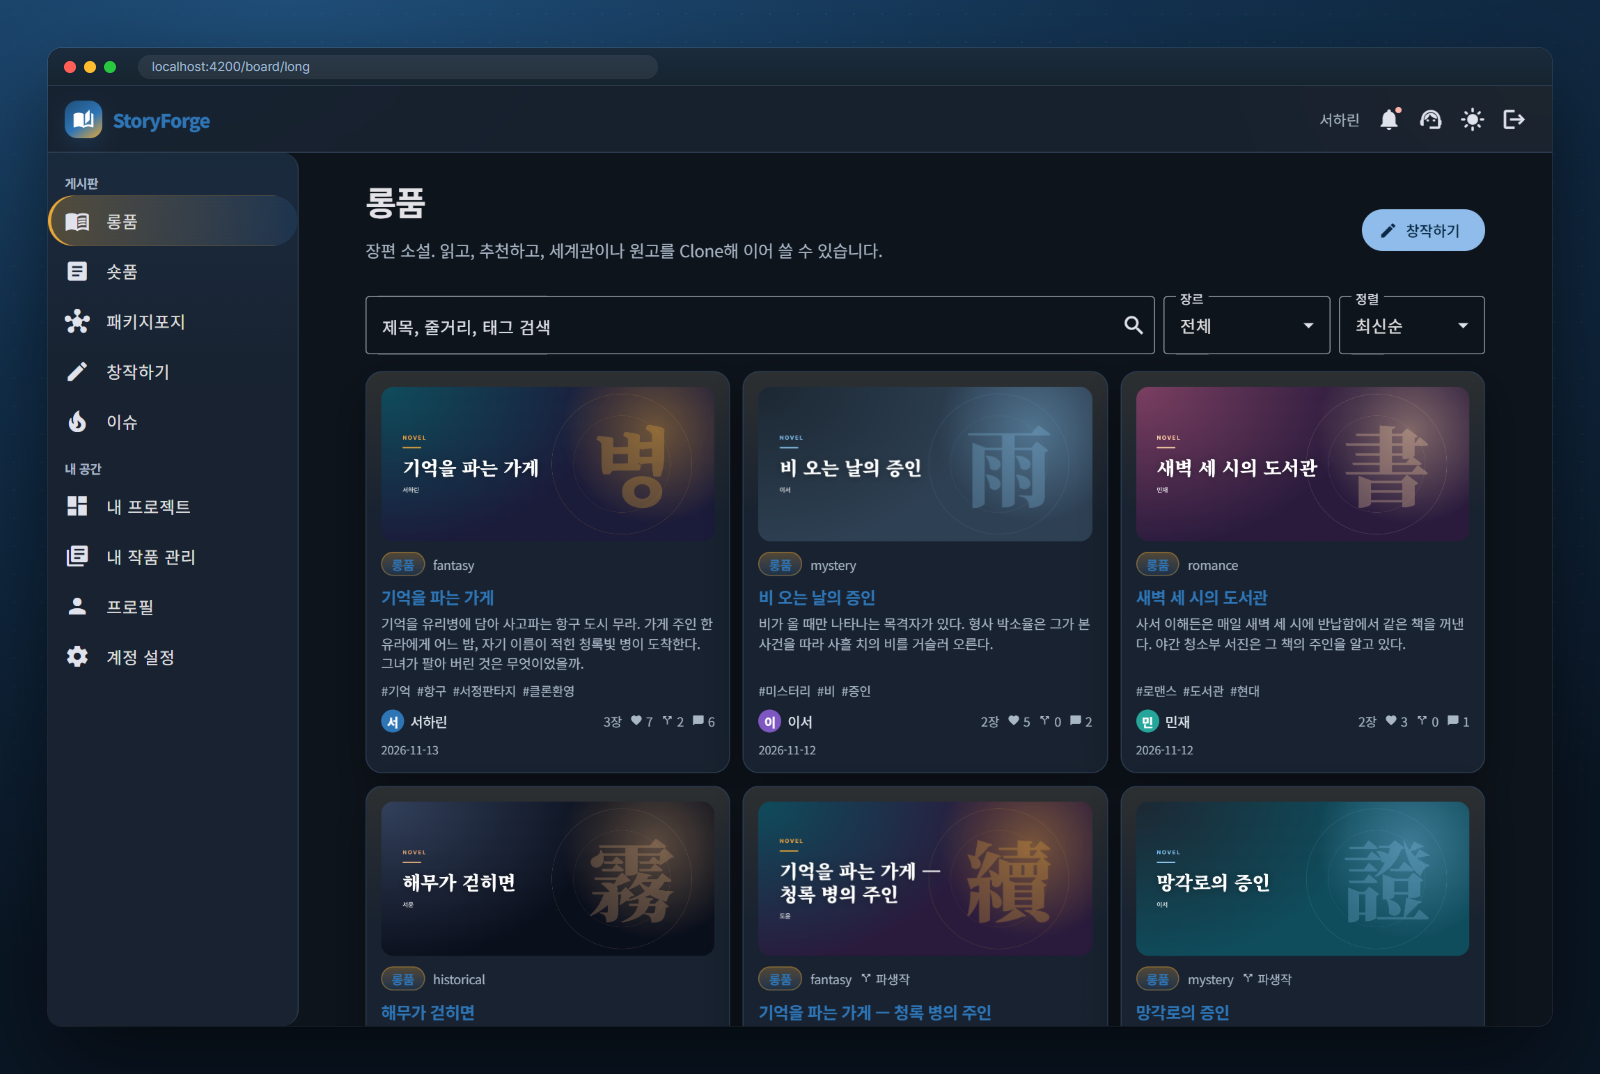 localhost:4200/board/long
StoryForge
서하린
게시판
롱폼
숏폼
패키지포지
창작하기
이슈
내 공간
내 프로젝트
내 작품 관리
프로필
계정 설정
롱폼
장편 소설. 읽고, 추천하고, 세계관이나 원고를 Clone해 이어 쓸 수 있습니다.
창작하기
제목, 줄거리, 태그 검색
장르
전체
정렬
최신순
NOVEL
기억을 파는 가게
서하린
병
롱폼 fantasy
기억을 파는 가게
기억을 유리병에 담아 사고파는 항구 도시 무라. 가게 주인 한
유라에게 어느 밤, 자기 이름이 적힌 청록빛 병이 도착한다.
그녀가 팔아 버린 것은 무엇이었을까.
#기억 #항구 #서정판타지 #클론환영
서 서하린 3장 7 2 6
2026-11-13
NOVEL
비 오는 날의 증인
이서
雨
롱폼 mystery
비 오는 날의 증인
비가 올 때만 나타나는 목격자가 있다. 형사 박소율은 그가 본
사건을 따라 사흘 치의 비를 거슬러 오른다.
#미스터리 #비 #증인
이 이서 2장 5 0 2
2026-11-12
NOVEL
새벽 세 시의 도서관
민재
書
롱폼 romance
새벽 세 시의 도서관
사서 이해든은 매일 새벽 세 시에 반납함에서 같은 책을 꺼낸
다. 야간 청소부 서진은 그 책의 주인을 알고 있다.
#로맨스 #도서관 #현대
민 민재 2장 3 0 1
2026-11-12
NOVEL
해무가 걷히면
서윤
霧
롱폼 historical
해무가 걷히면
NOVEL
기억을 파는 가게 —
청록 병의 주인
도윤
續
롱폼 fantasy 파생작
기억을 파는 가게 — 청록 병의 주인
NOVEL
망각로의 증인
이서
證
롱폼 mystery 파생작
망각로의 증인